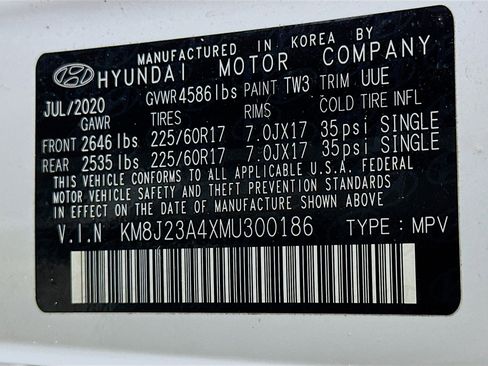 MANUFACTURED IN KOREA BY
HYUNDAI MOTOR COMPANY
JUL/2020 GVWR 4586 lbs PAINT TW3 TRIM UUE
GAWR TIRES RIMS COLD TIRE INFL
FRONT 2646 lbs 225/60R17 7.0JX17 35psi SINGLE
REAR 2535 lbs 225/60R17 7.0JX17 35psi SINGLE
THIS VEHICLE CONFORMS TO ALL APPLICABLE U.S.A. FEDERAL
MOTOR VEHICLE SAFETY AND THEFT PREVENTION STANDARDS
IN EFFECT ON THE DATE OF MANUFACTURE SHOWN ABOVE
V.I.N KM8J23A4XMU300186 TYPE : MPV